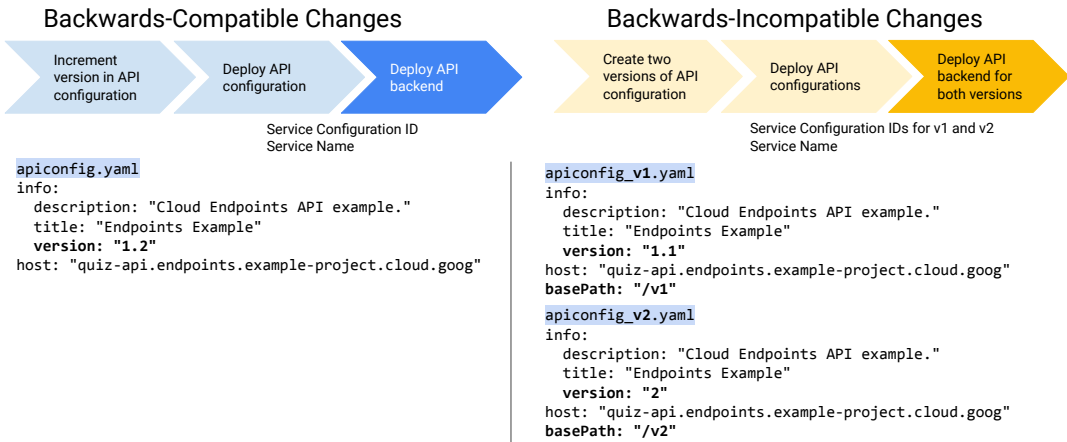 Backwards-Compatible Changes
Increment
version in API
configuration
Deploy API
configuration
Deploy API
backend
Service Configuration ID
Service Name
apiconfig.yaml
info:
  description: "Cloud Endpoints API example."
  title: "Endpoints Example"
  version: "1.2"
host: "quiz-api.endpoints.example-project.cloud.goog"
Backwards-Incompatible Changes
Create two
versions of API
configuration
Deploy API
configurations
Deploy API
backend for
both versions
Service Configuration IDs for v1 and v2
Service Name
apiconfig_v1.yaml
info:
  description: "Cloud Endpoints API example."
  title: "Endpoints Example"
  version: "1.1"
host: "quiz-api.endpoints.example-project.cloud.goog"
basePath: "/v1"
apiconfig_v2.yaml
info:
  description: "Cloud Endpoints API example."
  title: "Endpoints Example"
  version: "2"
host: "quiz-api.endpoints.example-project.cloud.goog"
basePath: "/v2"